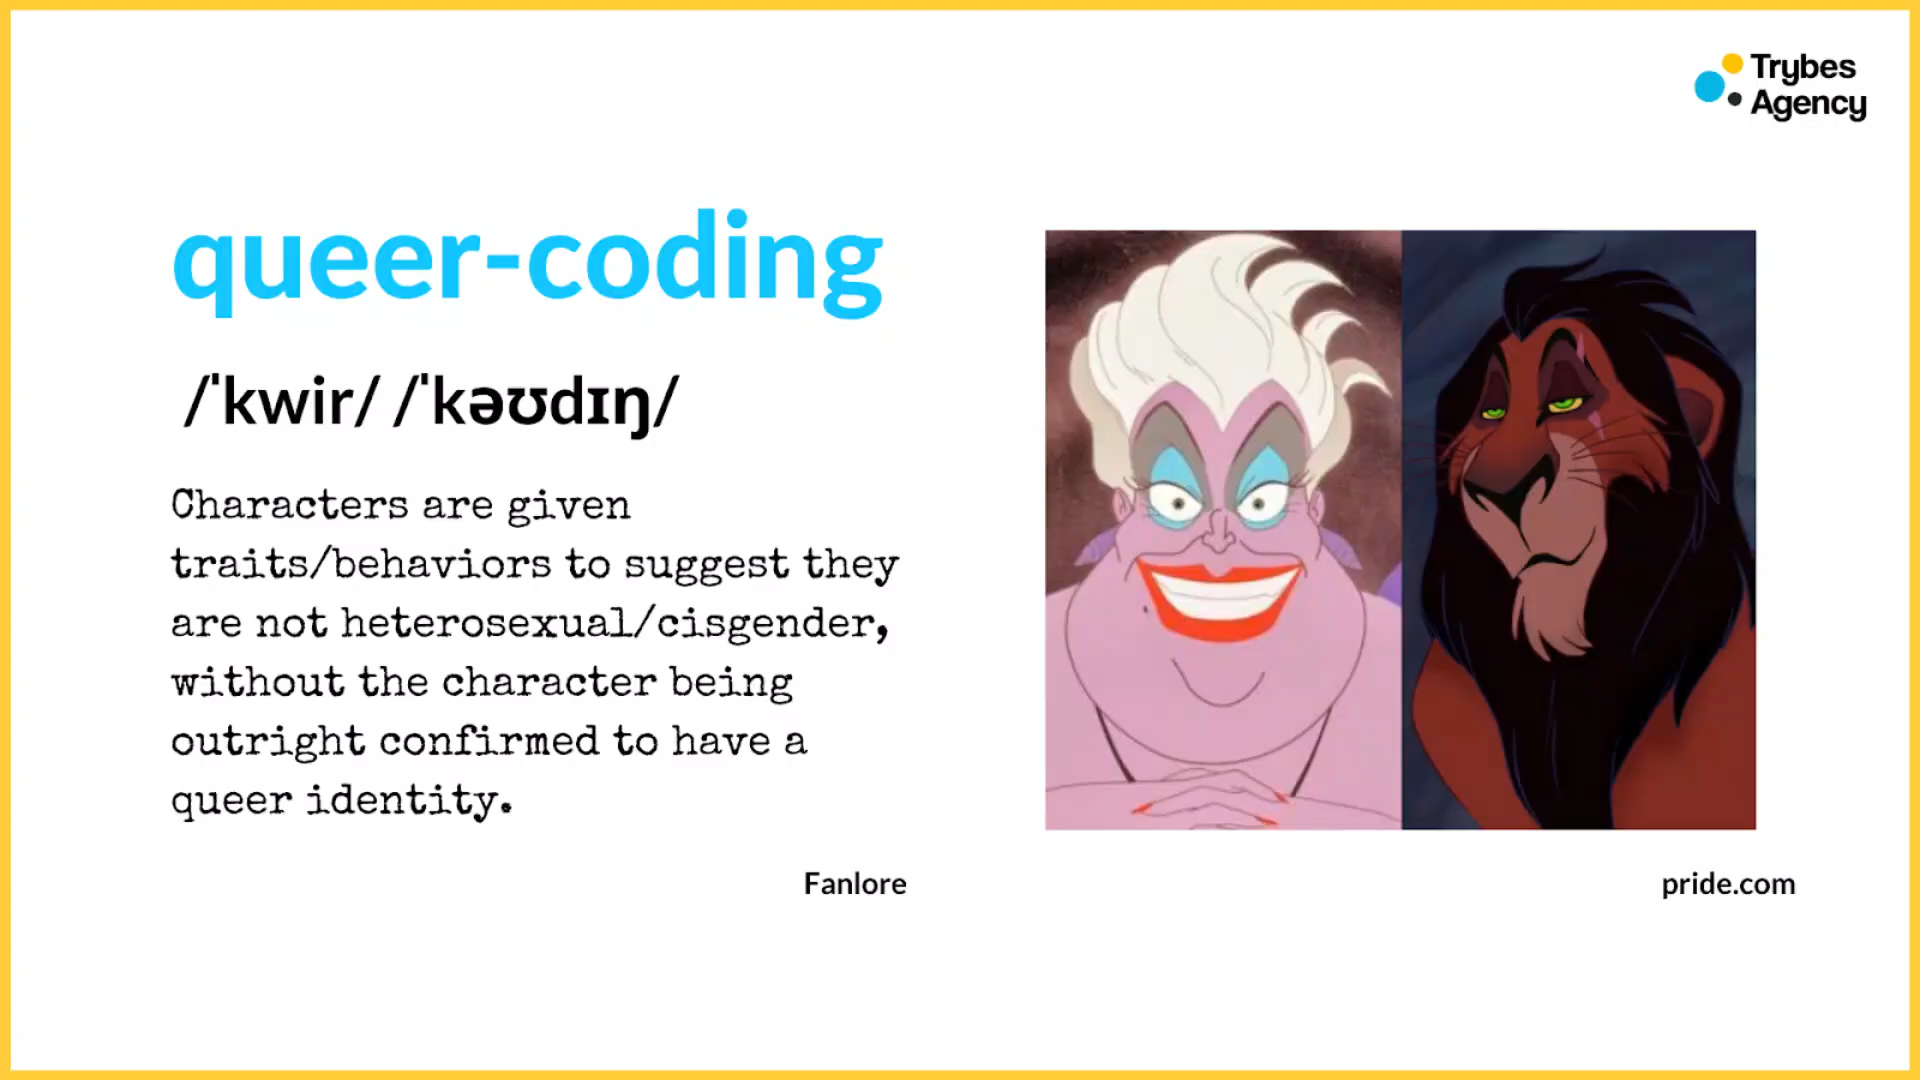 Trybes
Agency
queer-coding
/ˈkwir/ /ˈkəʊdɪŋ/
Characters are given
traits/behaviors to suggest they
are not heterosexual/cisgender,
without the character being
outright confirmed to have a
queer identity.
Fanlore
pride.com